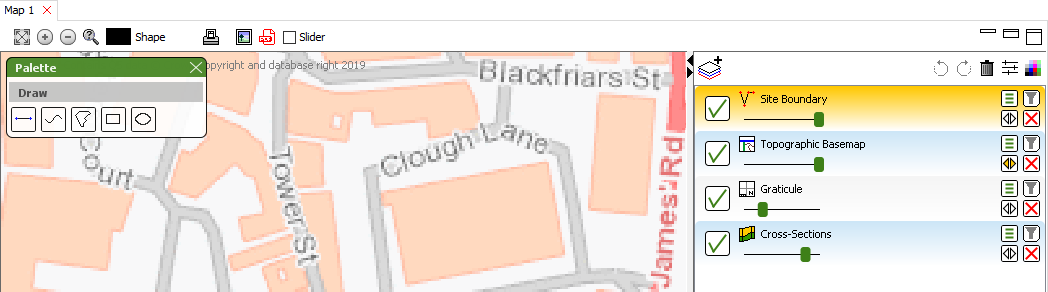 Map 1
Shape
Slider
Palette
opyright and database right 2019
Draw
Blackfriars St
Clough Lane
Court
Tower St
James' Rd
Site Boundary
Topographic Basemap
Graticule
Cross-Sections